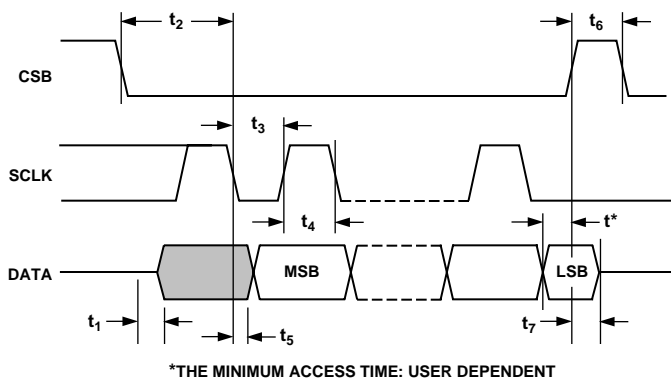 t2
t6
CSB
t3
SCLK
t4
t*
DATA
MSB
LSB
t1
t5
t7
*THE MINIMUM ACCESS TIME: USER DEPENDENT